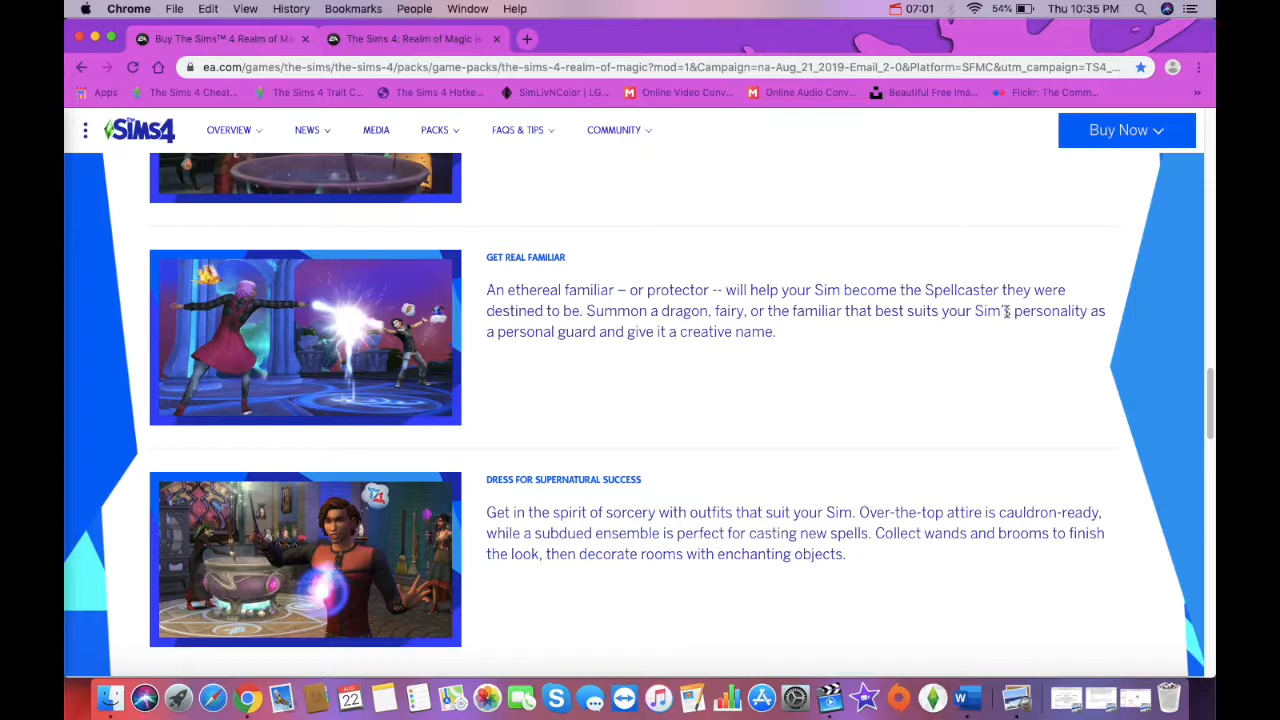 Chrome File Edit View History Bookmarks People Window Help 07:01 54% Thu 10:35 PM
Buy The Sims™ 4 Realm of Ma The Sims 4: Realm of Magic is
ea.com/games/the-sims/the-sims-4/packs/game-packs/the-sims-4-realm-of-magic?mod=1&Campaign=na-Aug_21_2019-Email_2-0&Platform=SFMC&utm_campaign=TS4_...
Apps The Sims 4 Cheat... The Sims 4 Trait C... The Sims 4 Hotke... SimLivNColor | LG... Online Video Conv... Online Audio Conv... Beautiful Free Ima... Flickr: The Comm... »
The SIMS 4 OVERVIEW NEWS MEDIA PACKS FAQS & TIPS COMMUNITY Buy Now
GET REAL FAMILIAR
An ethereal familiar – or protector -- will help your Sim become the Spellcaster they were
destined to be. Summon a dragon, fairy, or the familiar that best suits your Sim's personality as
a personal guard and give it a creative name.
DRESS FOR SUPERNATURAL SUCCESS
Get in the spirit of sorcery with outfits that suit your Sim. Over-the-top attire is cauldron-ready,
while a subdued ensemble is perfect for casting new spells. Collect wands and brooms to finish
the look, then decorate rooms with enchanting objects.
AUG
22